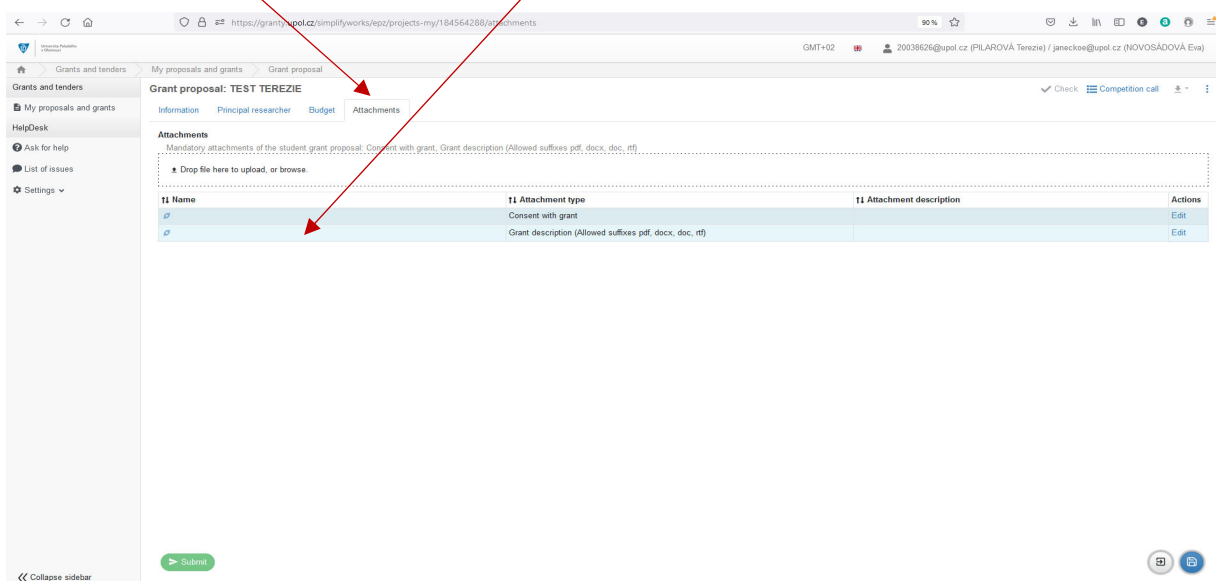 https://granty.upol.cz/simplifyworks/epz/projects-my/184564288/attachments
90 %
Univerzita Palackého
v Olomouci
GMT+02
20038626@upol.cz (PILAROVÁ Terezie) / janeckoe@upol.cz (NOVOSÁDOVÁ Eva)
Grants and tenders
My proposals and grants
Grant proposal
Grants and tenders
Grant proposal: TEST TEREZIE
Check
Competition call
My proposals and grants
Information
Principal researcher
Budget
Attachments
HelpDesk
Attachments
Ask for help
Mandatory attachments of the student grant proposal: Consent with grant, Grant description (Allowed suffixes pdf, docx, doc, rtf)
List of issues
Drop file here to upload, or browse.
Settings
Name
Attachment type
Attachment description
Actions
Consent with grant
Edit
Grant description (Allowed suffixes pdf, docx, doc, rtf)
Edit
Submit
Collapse sidebar